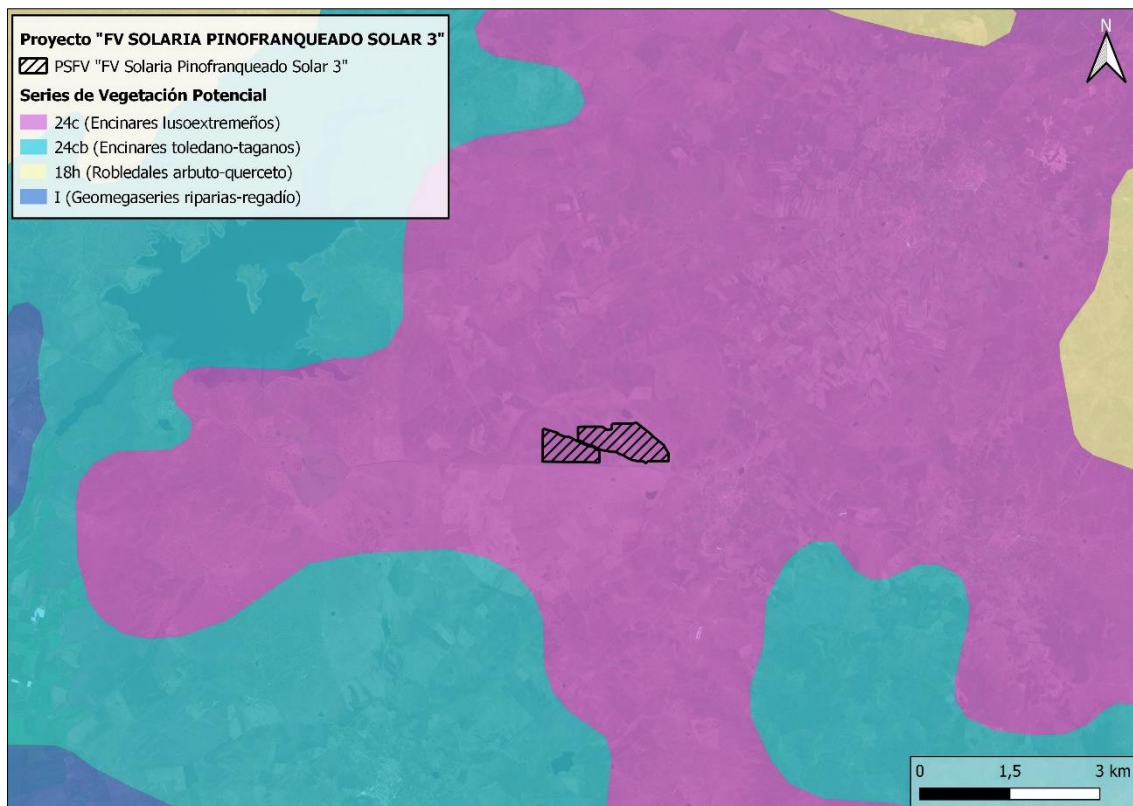 Proyecto "FV SOLARIA PINOFRANQUEADO SOLAR 3"
PSFV "FV Solaria Pinofranqueado Solar 3"
Series de Vegetación Potencial
24c (Encinares lusoextremeños)
24cb (Encinares toledano-taganos)
18h (Robledales arbuto-querceto)
I (Geomegaseries riparias-regadío)
N
0 1,5 3 km